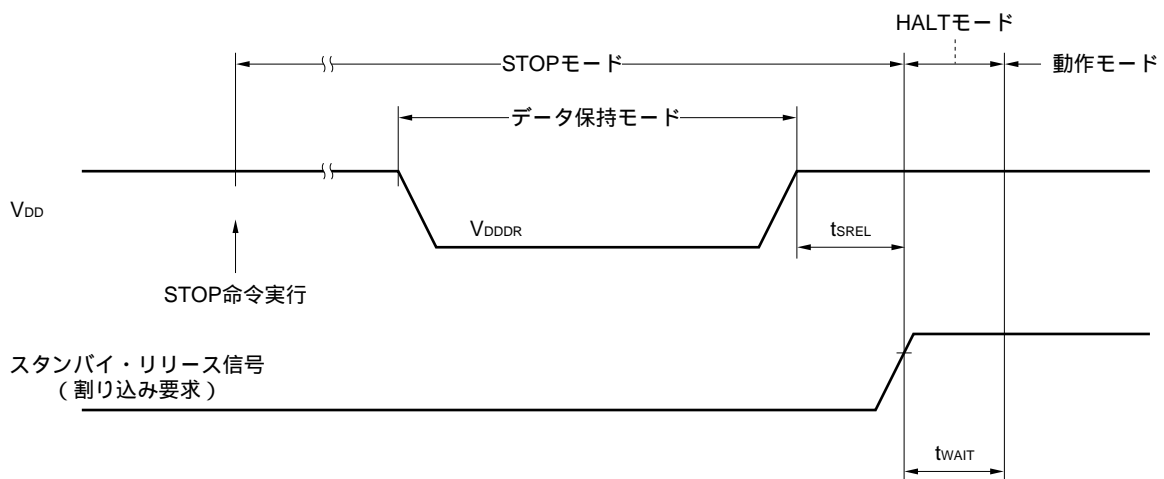 HALTモード
STOPモード
動作モード
データ保持モード
VDD
VDDDR
tSREL
STOP命令実行
スタンバイ・リリース信号
(割り込み要求)
tWAIT